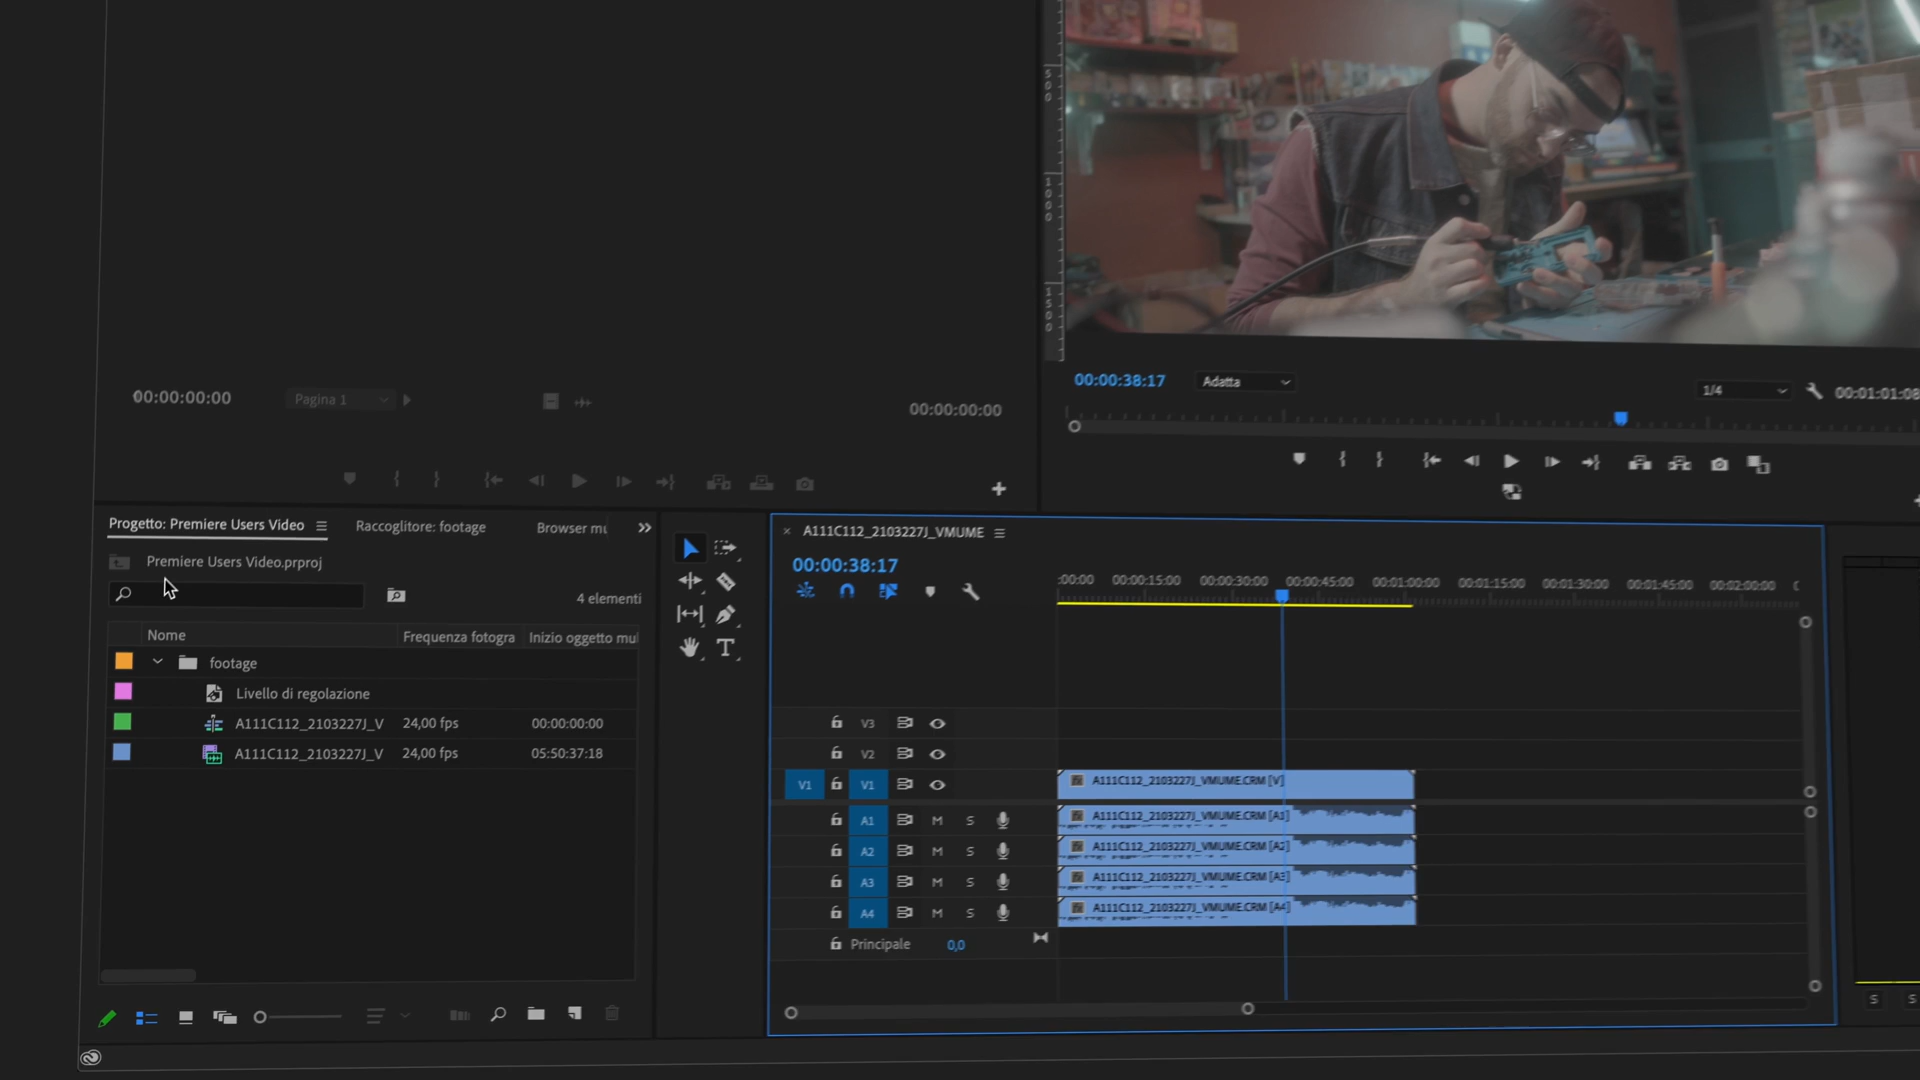 500
1000
1500
00:00:00:00
Pagina 1
00:00:00:00
00:00:38:17
Adatta
1/4
00:01:01:08
Progetto: Premiere Users Video
Raccoglitore: footage
Browser mu
Premiere Users Video.prproj
4 elementi
Nome
Frequenza fotogra
Inizio oggetto mul
footage
Livello di regolazione
A111C112_2103227J_V
24,00 fps
00:00:00:00
A111C112_2103227J_V
24,00 fps
05:50:37:18
T
A111C112_2103227J_VMUME
00:00:38:17
:00:00 00:00:15:00 00:00:30:00 00:00:45:00 00:01:00:00 00:01:15:00 00:01:30:00 00:01:45:00 00:02:00:00
V3
V2
V1 V1
A111C112_2103227J_VMUME.CRM [V]
A1 M S
A111C112_2103227J_VMUME.CRM [A1]
A2 M S
A111C112_2103227J_VMUME.CRM [A2]
A3 M S
A111C112_2103227J_VMUME.CRM [A3]
A4 M S
A111C112_2103227J_VMUME.CRM [A4]
Principale 0,0
S S